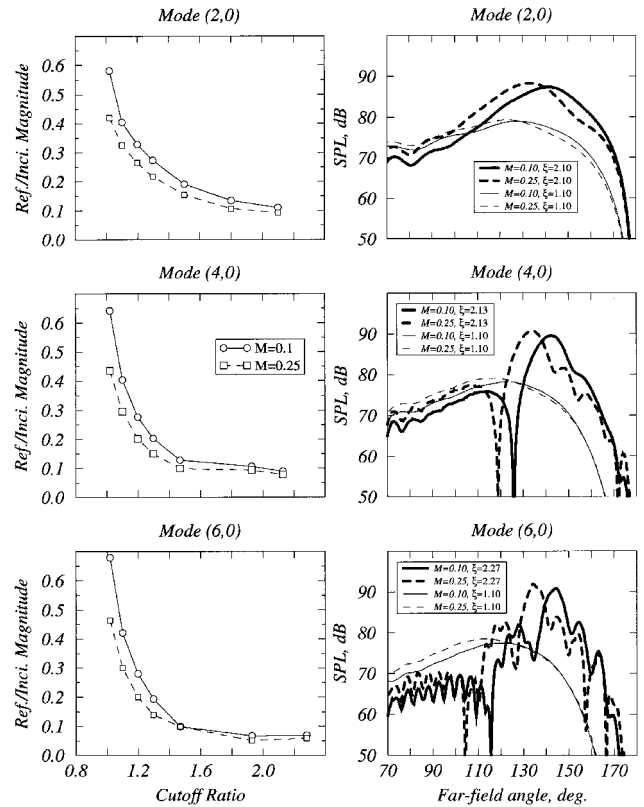 Mode (2,0)
Ref./Inci. Magnitude
0.6
0.5
0.4
0.3
0.2
0.1
0.0
Mode (2,0)
SPL, dB
90
80
70
60
50
M=0.10, ξ=2.10
M=0.25, ξ=2.10
M=0.10, ξ=1.10
M=0.25, ξ=1.10
Mode (4,0)
Ref./Inci. Magnitude
0.6
0.5
0.4
0.3
0.2
0.1
0.0
M=0.1
M=0.25
Mode (4,0)
SPL, dB
90
80
70
60
50
M=0.10, ξ=2.13
M=0.25, ξ=2.13
M=0.10, ξ=1.10
M=0.25, ξ=1.10
Mode (6,0)
Ref./Inci. Magnitude
0.6
0.5
0.4
0.3
0.2
0.1
0.0
0.8 1.2 1.6 2.0
Cutoff Ratio
Mode (6,0)
SPL, dB
90
80
70
60
50
M=0.10, ξ=2.27
M=0.25, ξ=2.27
M=0.10, ξ=1.10
M=0.25, ξ=1.10
70 90 110 130 150 170
Far-field angle, deg.